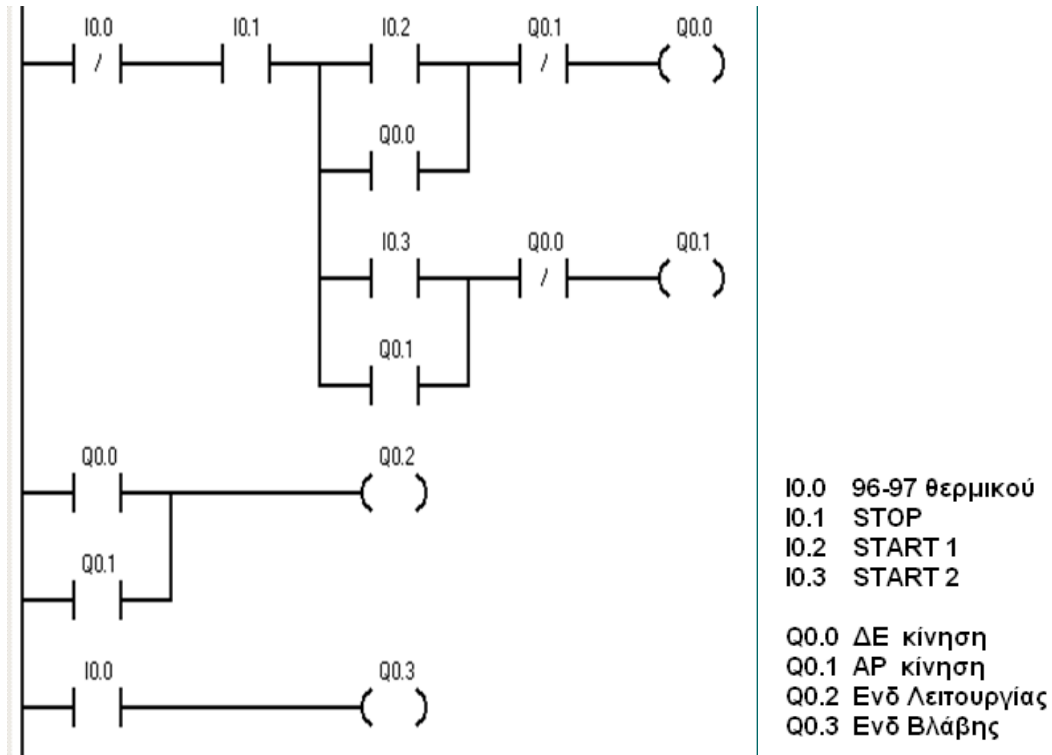 I0.0 I0.1 I0.2 Q0.1 Q0.0
/ /
Q0.0
I0.3 Q0.0 Q0.1
/
Q0.1
Q0.0 Q0.2
Q0.1
I0.0 Q0.3
I0.0 96-97 θερμικού
I0.1 STOP
I0.2 START 1
I0.3 START 2
Q0.0 ΔΕ κίνηση
Q0.1 ΑΡ κίνηση
Q0.2 Ενδ Λειτουργίας
Q0.3 Ενδ Βλάβης